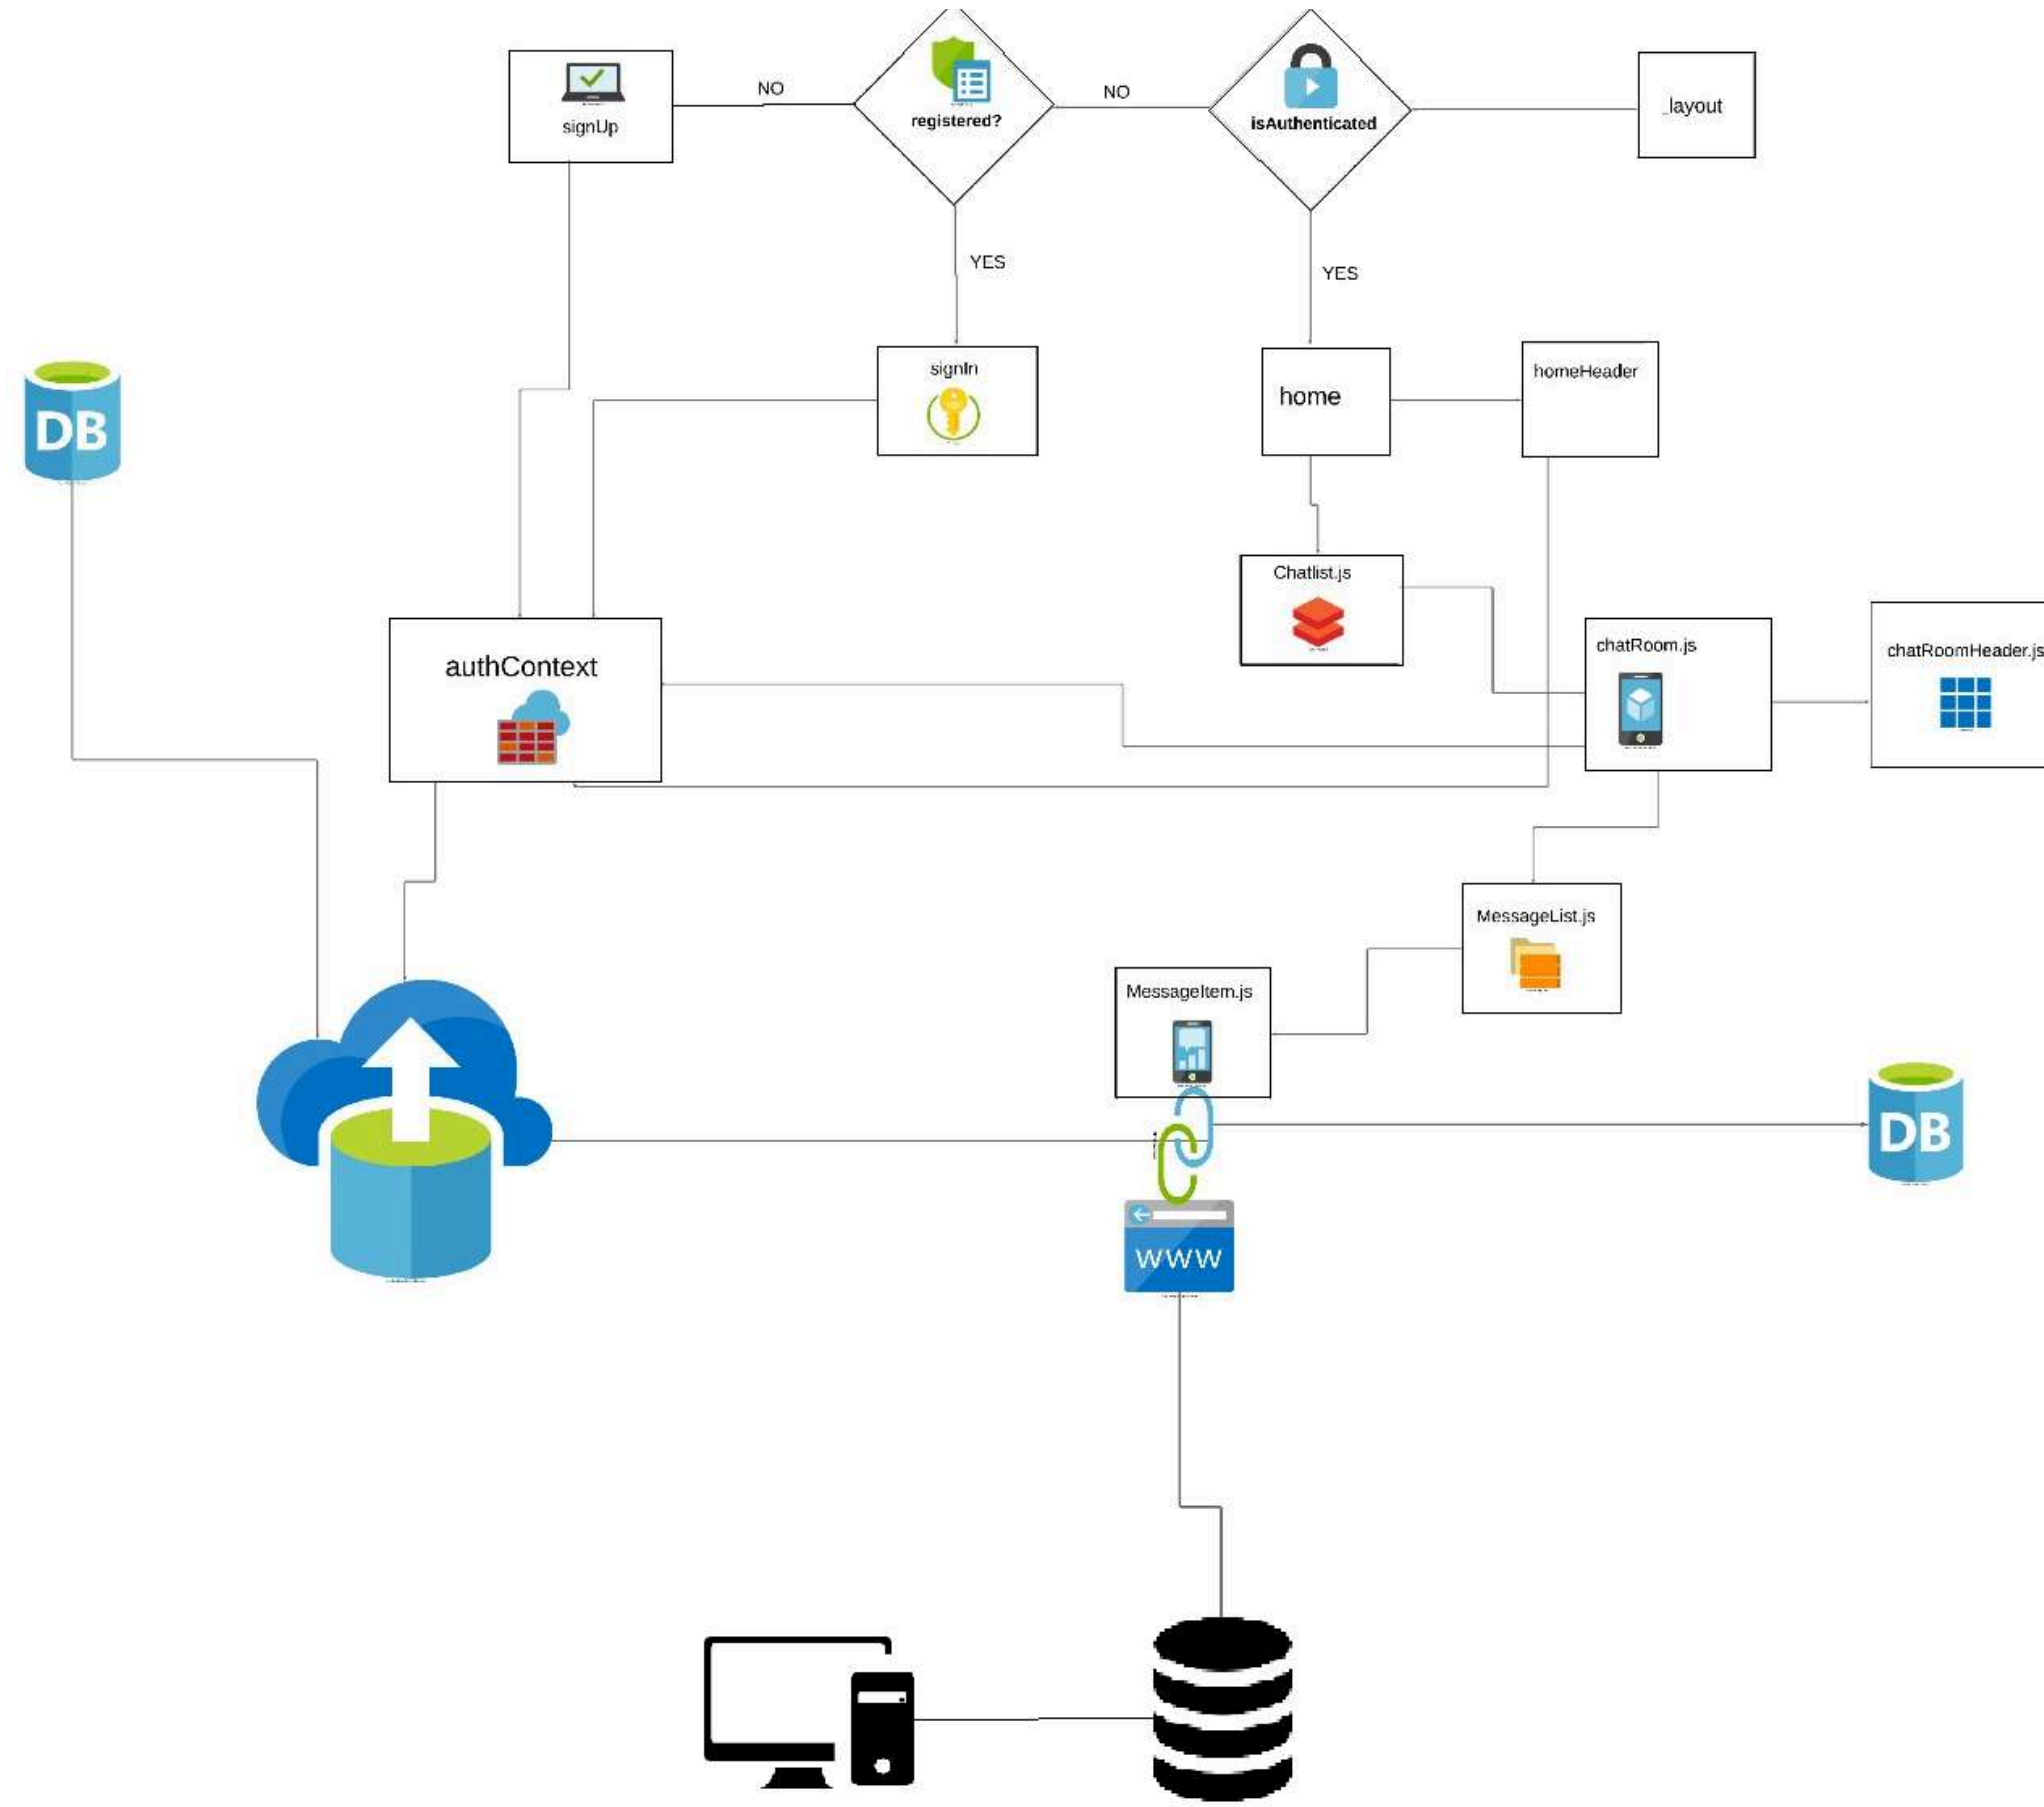 signUp
NO
registered?
NO
isAuthenticated
_layout
YES
YES
signIn
home
homeHeader
DB
Chatlist.js
authContext
chatRoom.js
chatRoomHeader.js
MessageList.js
MessageItem.js
DB
WWW